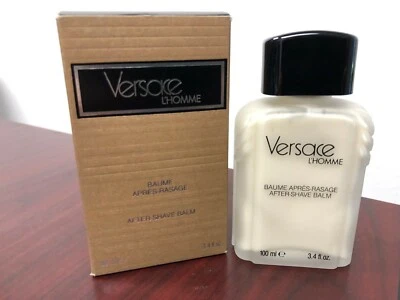 Versace
L'HOMME
BAUME
APRÈS-RASAGE
AFTER-SHAVE BALM
Versace
L'HOMME
BAUME APRÈS-RASAGE
AFTER-SHAVE BALM
100 ml e 3.4 fl.oz.